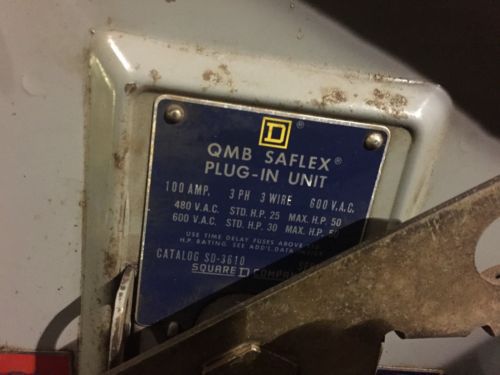 D ®
QMB SAFLEX®
PLUG-IN UNIT
100 AMP. 3 PH 3 WIRE 600 V.A.C.
480 V.A.C. STD. H.P. 25 MAX. H.P. 50
600 V.A.C. STD. H.P. 30 MAX. H.P.
USE TIME DELAY FUSES ABOVE
H.P. RATING. SEE ADD'L. DATA
CATALOG SD-3610
SQUARE D